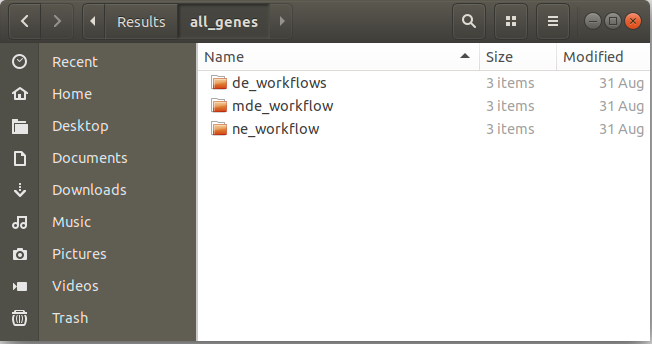 Results all_genes
Name Size Modified
Recent
Home
Desktop
Documents
Downloads
Music
Pictures
Videos
Trash
de_workflows 3 items 31 Aug
mde_workflow 3 items 31 Aug
ne_workflow 3 items 31 Aug